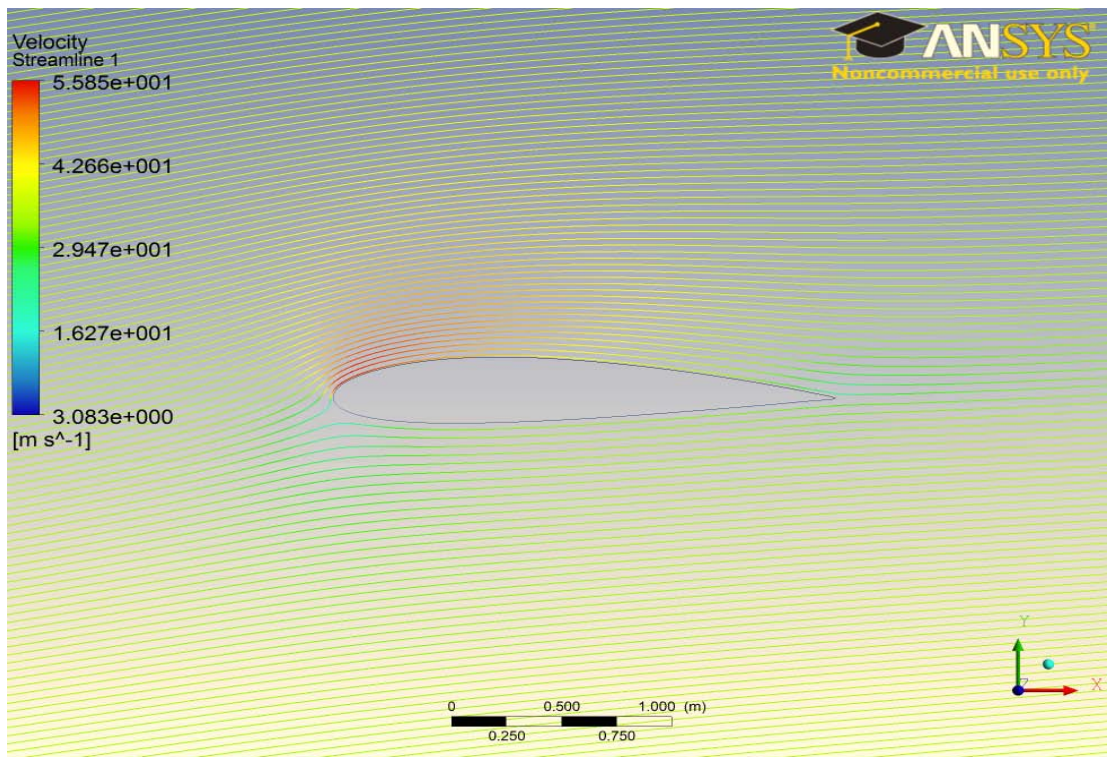 Velocity
Streamline 1
5.585e+001
4.266e+001
2.947e+001
1.627e+001
3.083e+000
[m s^-1]
ANSYS®
Noncommercial use only
Y
Z X
0 0.500 1.000 (m)
0.250 0.750